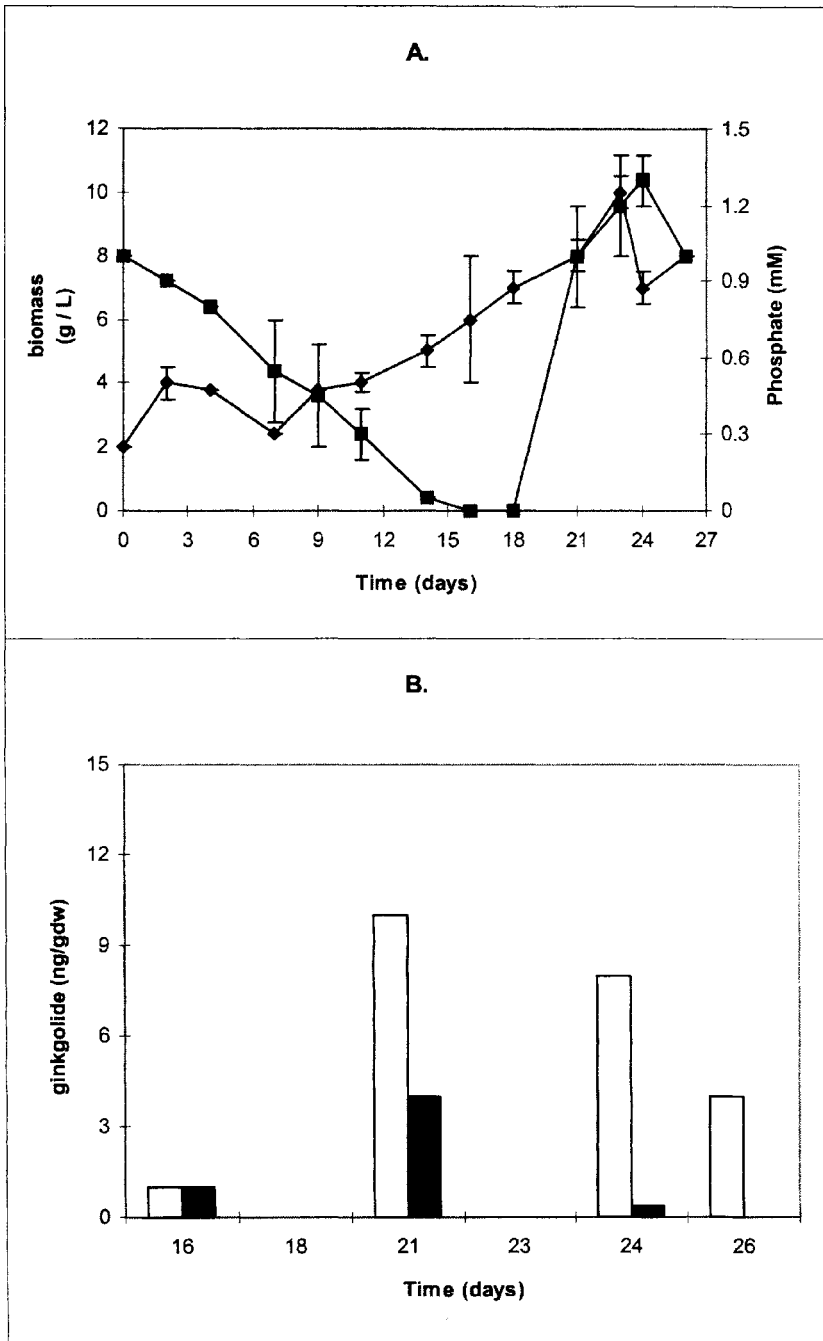 A.
12
10
8
6
4
2
0
biomass
(g / L)
1.5
1.2
0.9
0.6
0.3
0
Phosphate (mM)
0 3 6 9 12 15 18 21 24 27
Time (days)
B.
15
12
9
6
3
0
ginkgolide (ng/gdw)
16 18 21 23 24 26
Time (days)